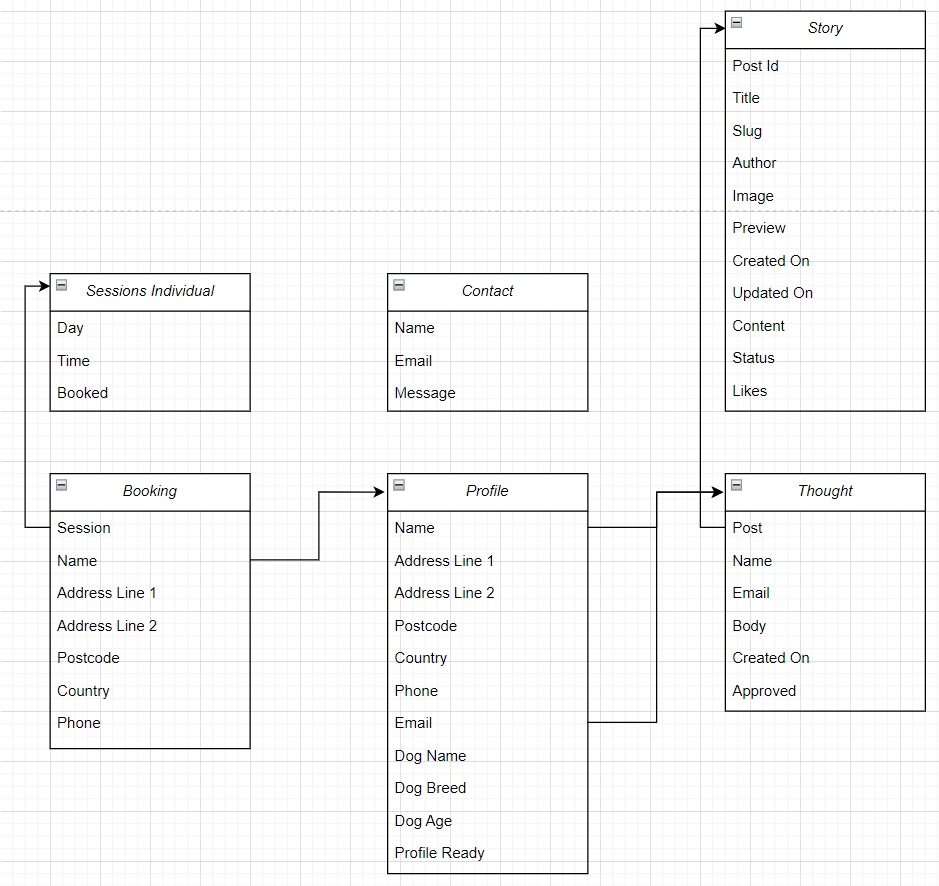 Story
Post Id
Title
Slug
Author
Image
Preview
Created On
Updated On
Content
Status
Likes
Sessions Individual
Day
Time
Booked
Contact
Name
Email
Message
Booking
Session
Name
Address Line 1
Address Line 2
Postcode
Country
Phone
Profile
Name
Address Line 1
Address Line 2
Postcode
Country
Phone
Email
Dog Name
Dog Breed
Dog Age
Profile Ready
Thought
Post
Name
Email
Body
Created On
Approved